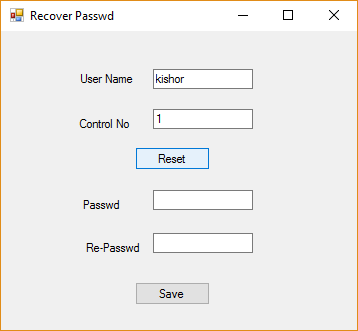 Recover Passwd
User Name kishor
Control No 1
Reset
Passwd
Re-Passwd
Save